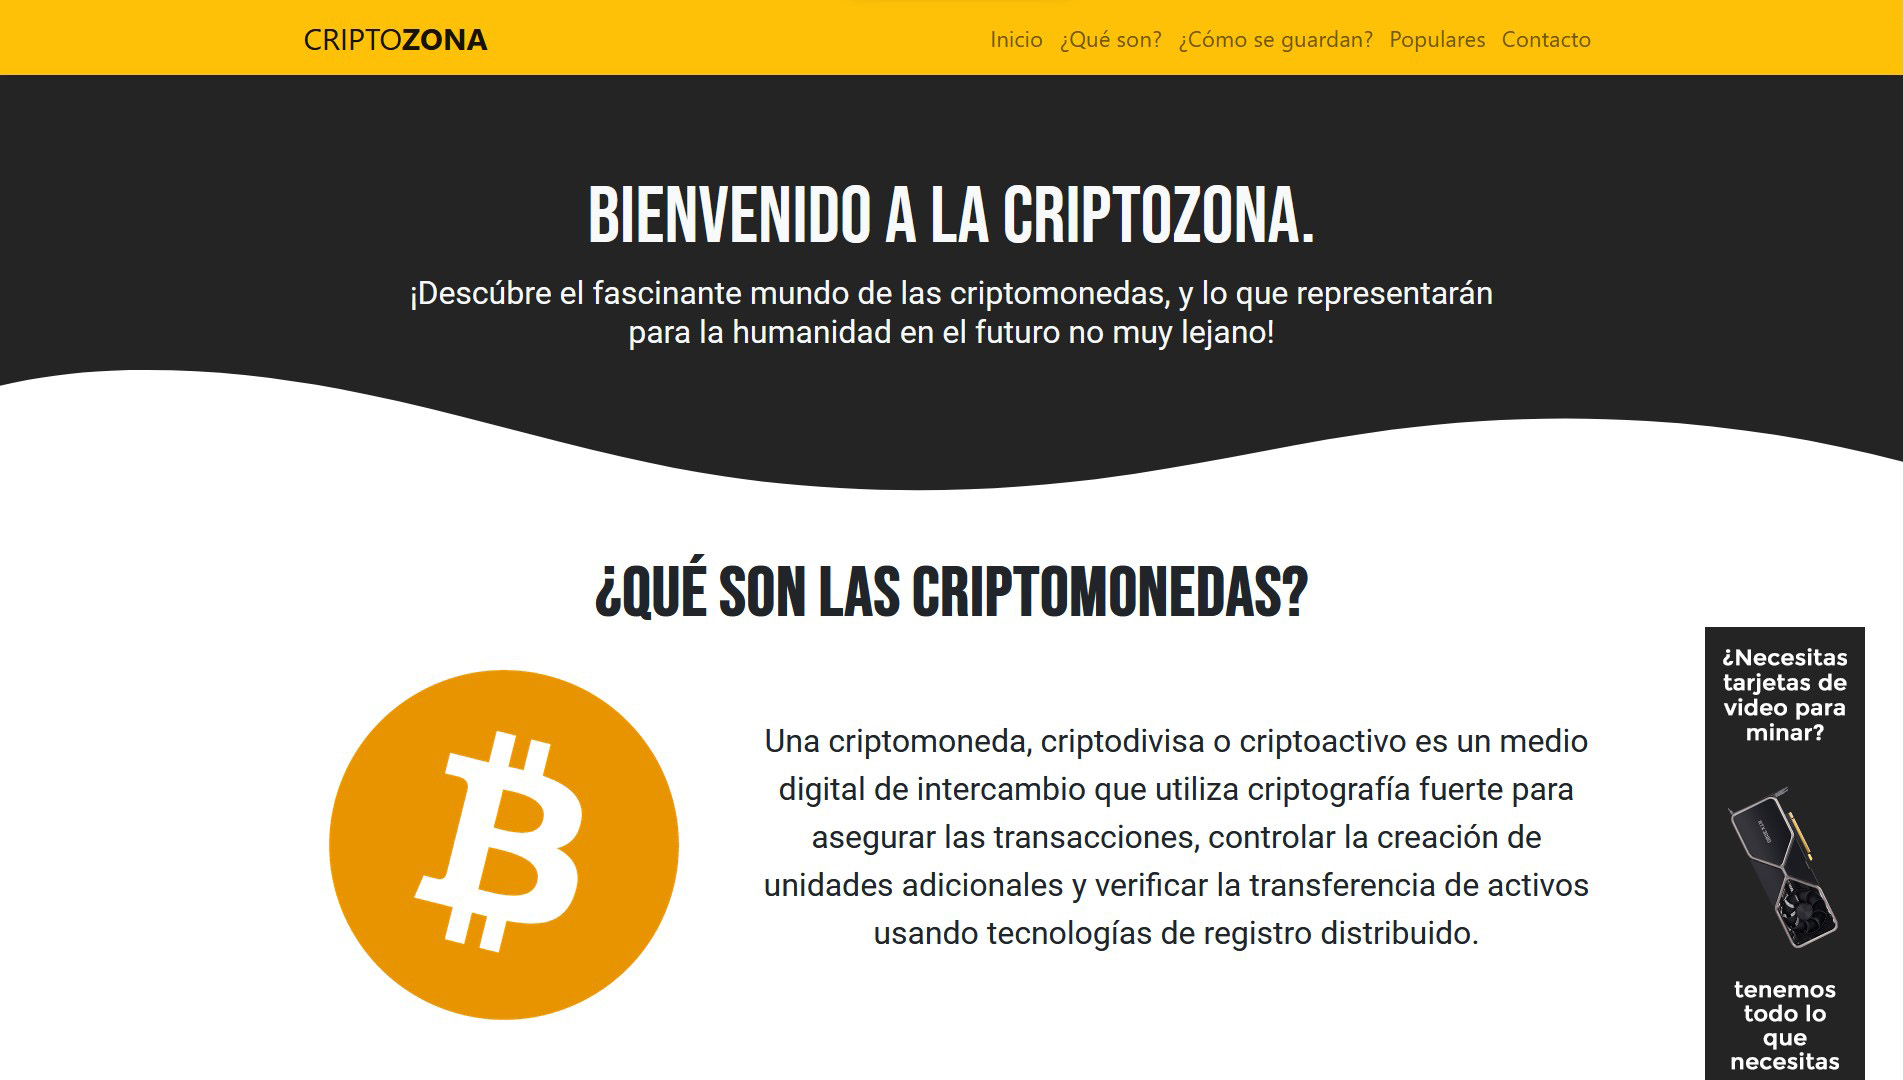 CRIPTOZONA
Inicio ¿Qué son? ¿Cómo se guardan? Populares Contacto
BIENVENIDO A LA CRIPTOZONA.
¡Descúbre el fascinante mundo de las criptomonedas, y lo que representarán
para la humanidad en el futuro no muy lejano!
¿QUÉ SON LAS CRIPTOMONEDAS?
Una criptomoneda, criptodivisa o criptoactivo es un medio
digital de intercambio que utiliza criptografía fuerte para
asegurar las transacciones, controlar la creación de
unidades adicionales y verificar la transferencia de activos
usando tecnologías de registro distribuido.
¿Necesitas
tarjetas de
video para
minar?
RTX 3080
tenemos
todo lo
que
necesitas